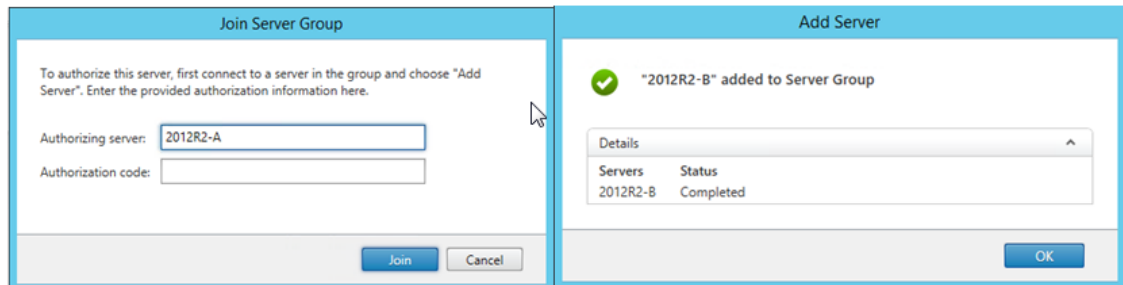 Join Server Group
To authorize this server, first connect to a server in the group and choose "Add
Server". Enter the provided authorization information here.
Authorizing server: 2012R2-A
Authorization code:
Join Cancel
Add Server
"2012R2-B" added to Server Group
Details
Servers Status
2012R2-B Completed
OK